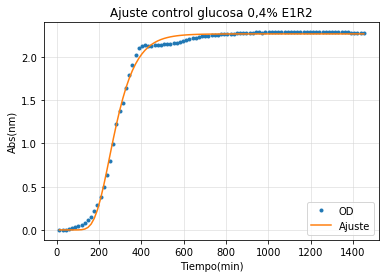 Ajuste control glucosa 0,4% E1R2
Abs(nm)
2.0
1.5
1.0
0.5
0.0
OD
Ajuste
0 200 400 600 800 1000 1200 1400
Tiempo(min)